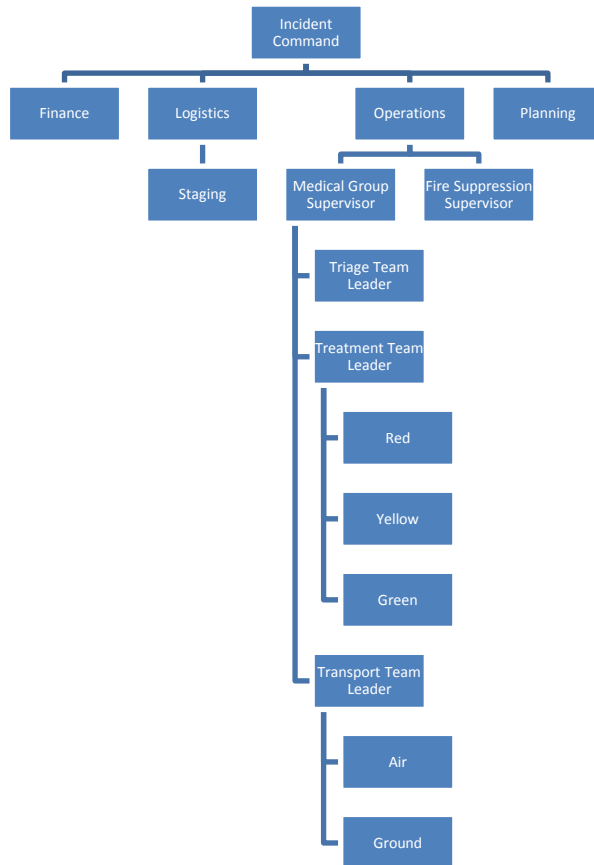 Incident
Command
Finance
Logistics
Operations
Planning
Staging
Medical Group
Supervisor
Fire Suppression
Supervisor
Triage Team
Leader
Treatment Team
Leader
Red
Yellow
Green
Transport Team
Leader
Air
Ground